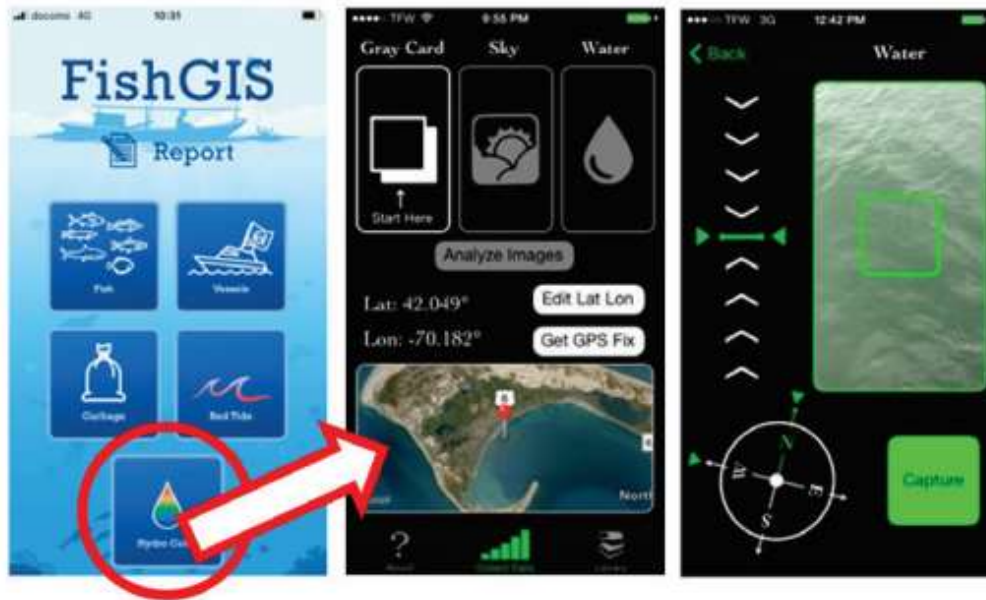 docomo 4G 10:31
FishGIS
Report
Fish
Vessels
Garbage
Red Tide
TFW 9:55 PM
Gray Card Sky Water
Start Here
Analyze Images
Lat: 42.049°
Edit Lat Lon
Lon: -70.182°
Get GPS Fix
6
North
?
About
Library
TFW 3G 12:42 PM
Back Water
N
W
E
S
Capture